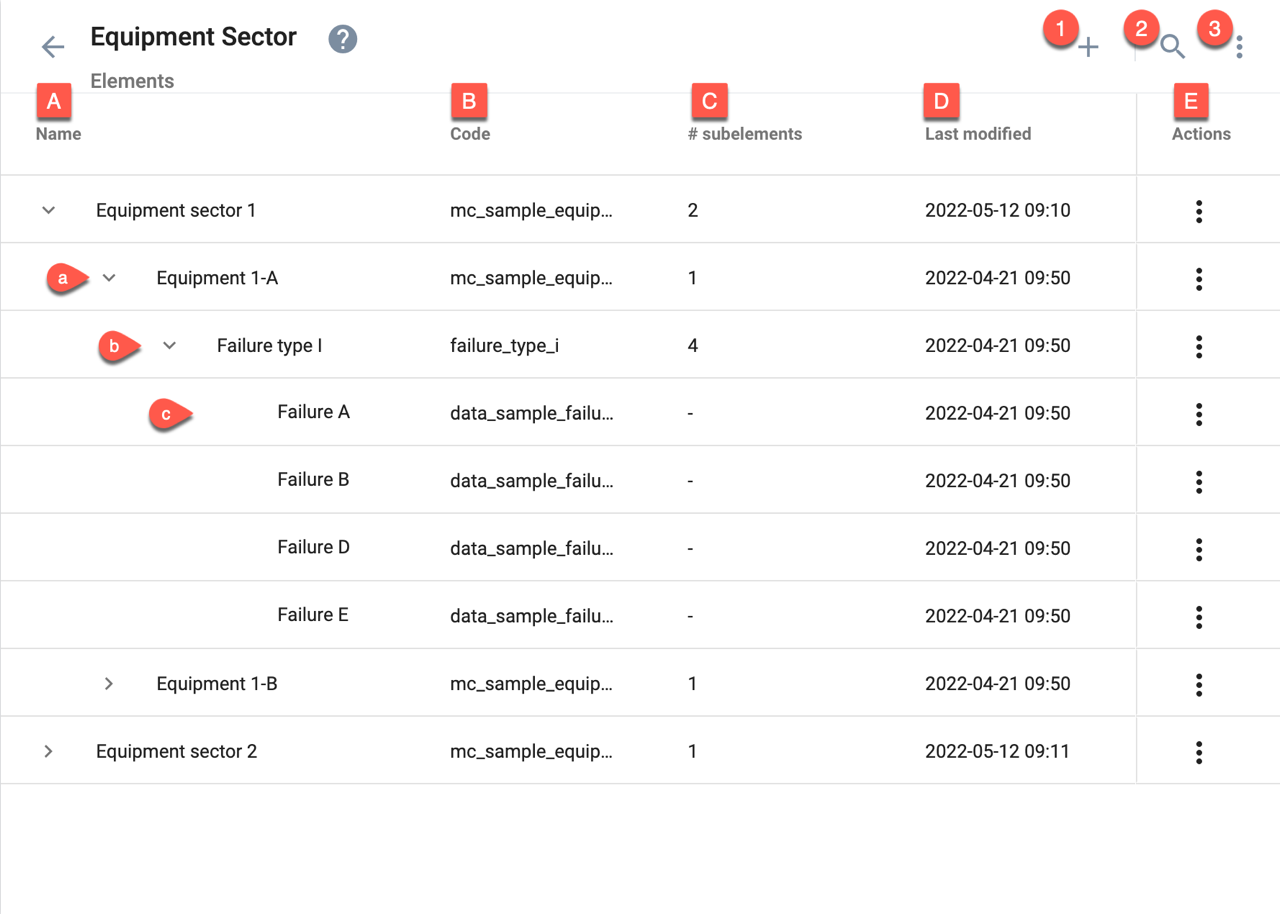 Equipment Sector ? 1 2 3
Elements
A B C D E
Name Code # subelements Last modified Actions
Equipment sector 1 mc_sample_equip... 2 2022-05-12 09:10
a Equipment 1-A mc_sample_equip... 1 2022-04-21 09:50
b Failure type I failure_type_i 4 2022-04-21 09:50
c Failure A data_sample_failu... - 2022-04-21 09:50
Failure B data_sample_failu... - 2022-04-21 09:50
Failure D data_sample_failu... - 2022-04-21 09:50
Failure E data_sample_failu... - 2022-04-21 09:50
Equipment 1-B mc_sample_equip... 1 2022-04-21 09:50
Equipment sector 2 mc_sample_equip... 1 2022-05-12 09:11